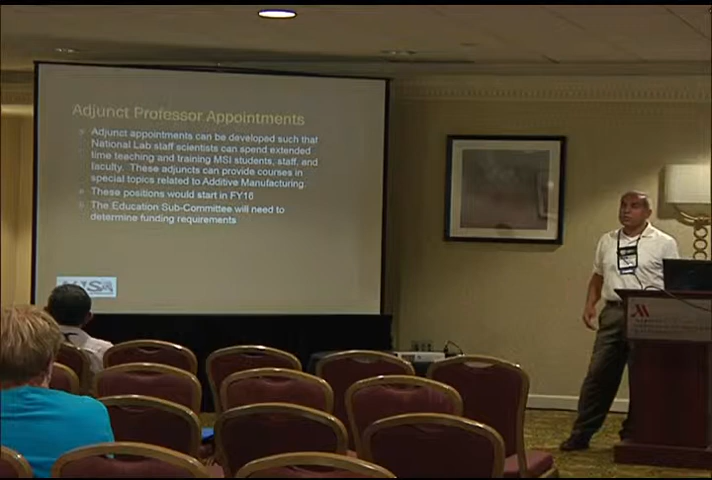 Adjunct Professor Appointments
Adjunct appointments can be developed such that
National Lab staff scientists can spend extended
time teaching and training MSI students, staff, and
faculty. These adjuncts can provide courses in
special topics related to Additive Manufacturing.
These positions would start in FY16
The Education Sub-Committee will need to
determine funding requirements